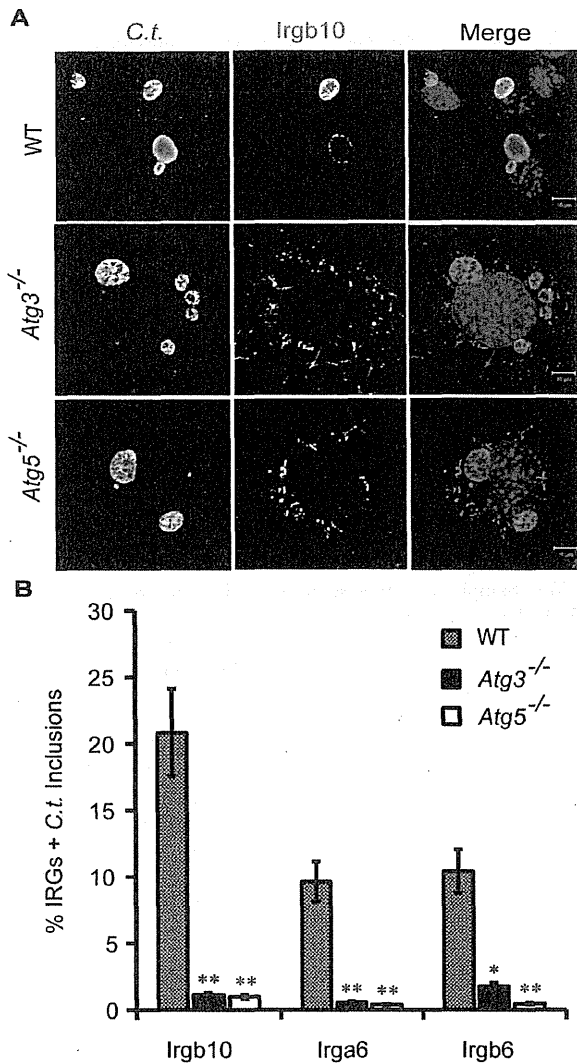 A
C.t. Irgb10 Merge
WT
Atg3-/-
Atg5-/-
B
30
25
20
15
10
5
0
% IRGs + C.t. Inclusions
WT
Atg3-/-
Atg5-/-
** **
** **
* **
Irgb10 Irga6 Irgb6